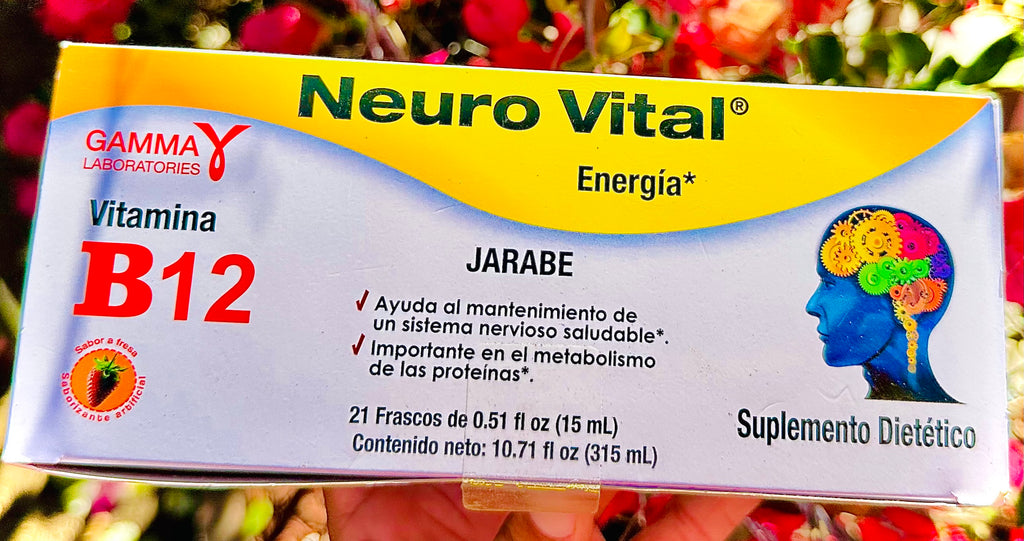 Neuro Vital®
Energía*
GAMMA
LABORATORIES
Vitamina
B12
JARABE
✓ Ayuda al mantenimiento de
un sistema nervioso saludable*.
✓ Importante en el metabolismo
de las proteínas*.
Sabor a fresa
Saborizante artificial
21 Frascos de 0.51 fl oz (15 mL)
Contenido neto: 10.71 fl oz (315 mL)
Suplemento Dietético